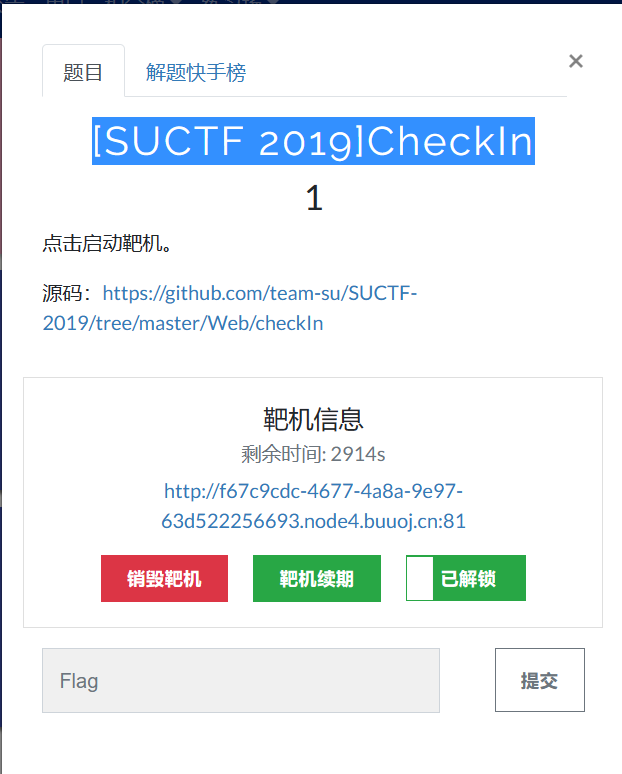 题目 解题快手榜 ×
[SUCTF 2019]CheckIn
1
点击启动靶机。
源码：https://github.com/team-su/SUCTF-
2019/tree/master/Web/checkIn
靶机信息
剩余时间: 2914s
http://f67c9cdc-4677-4a8a-9e97-
63d522256693.node4.buuoj.cn:81
销毁靶机 靶机续期 已解锁
Flag 提交